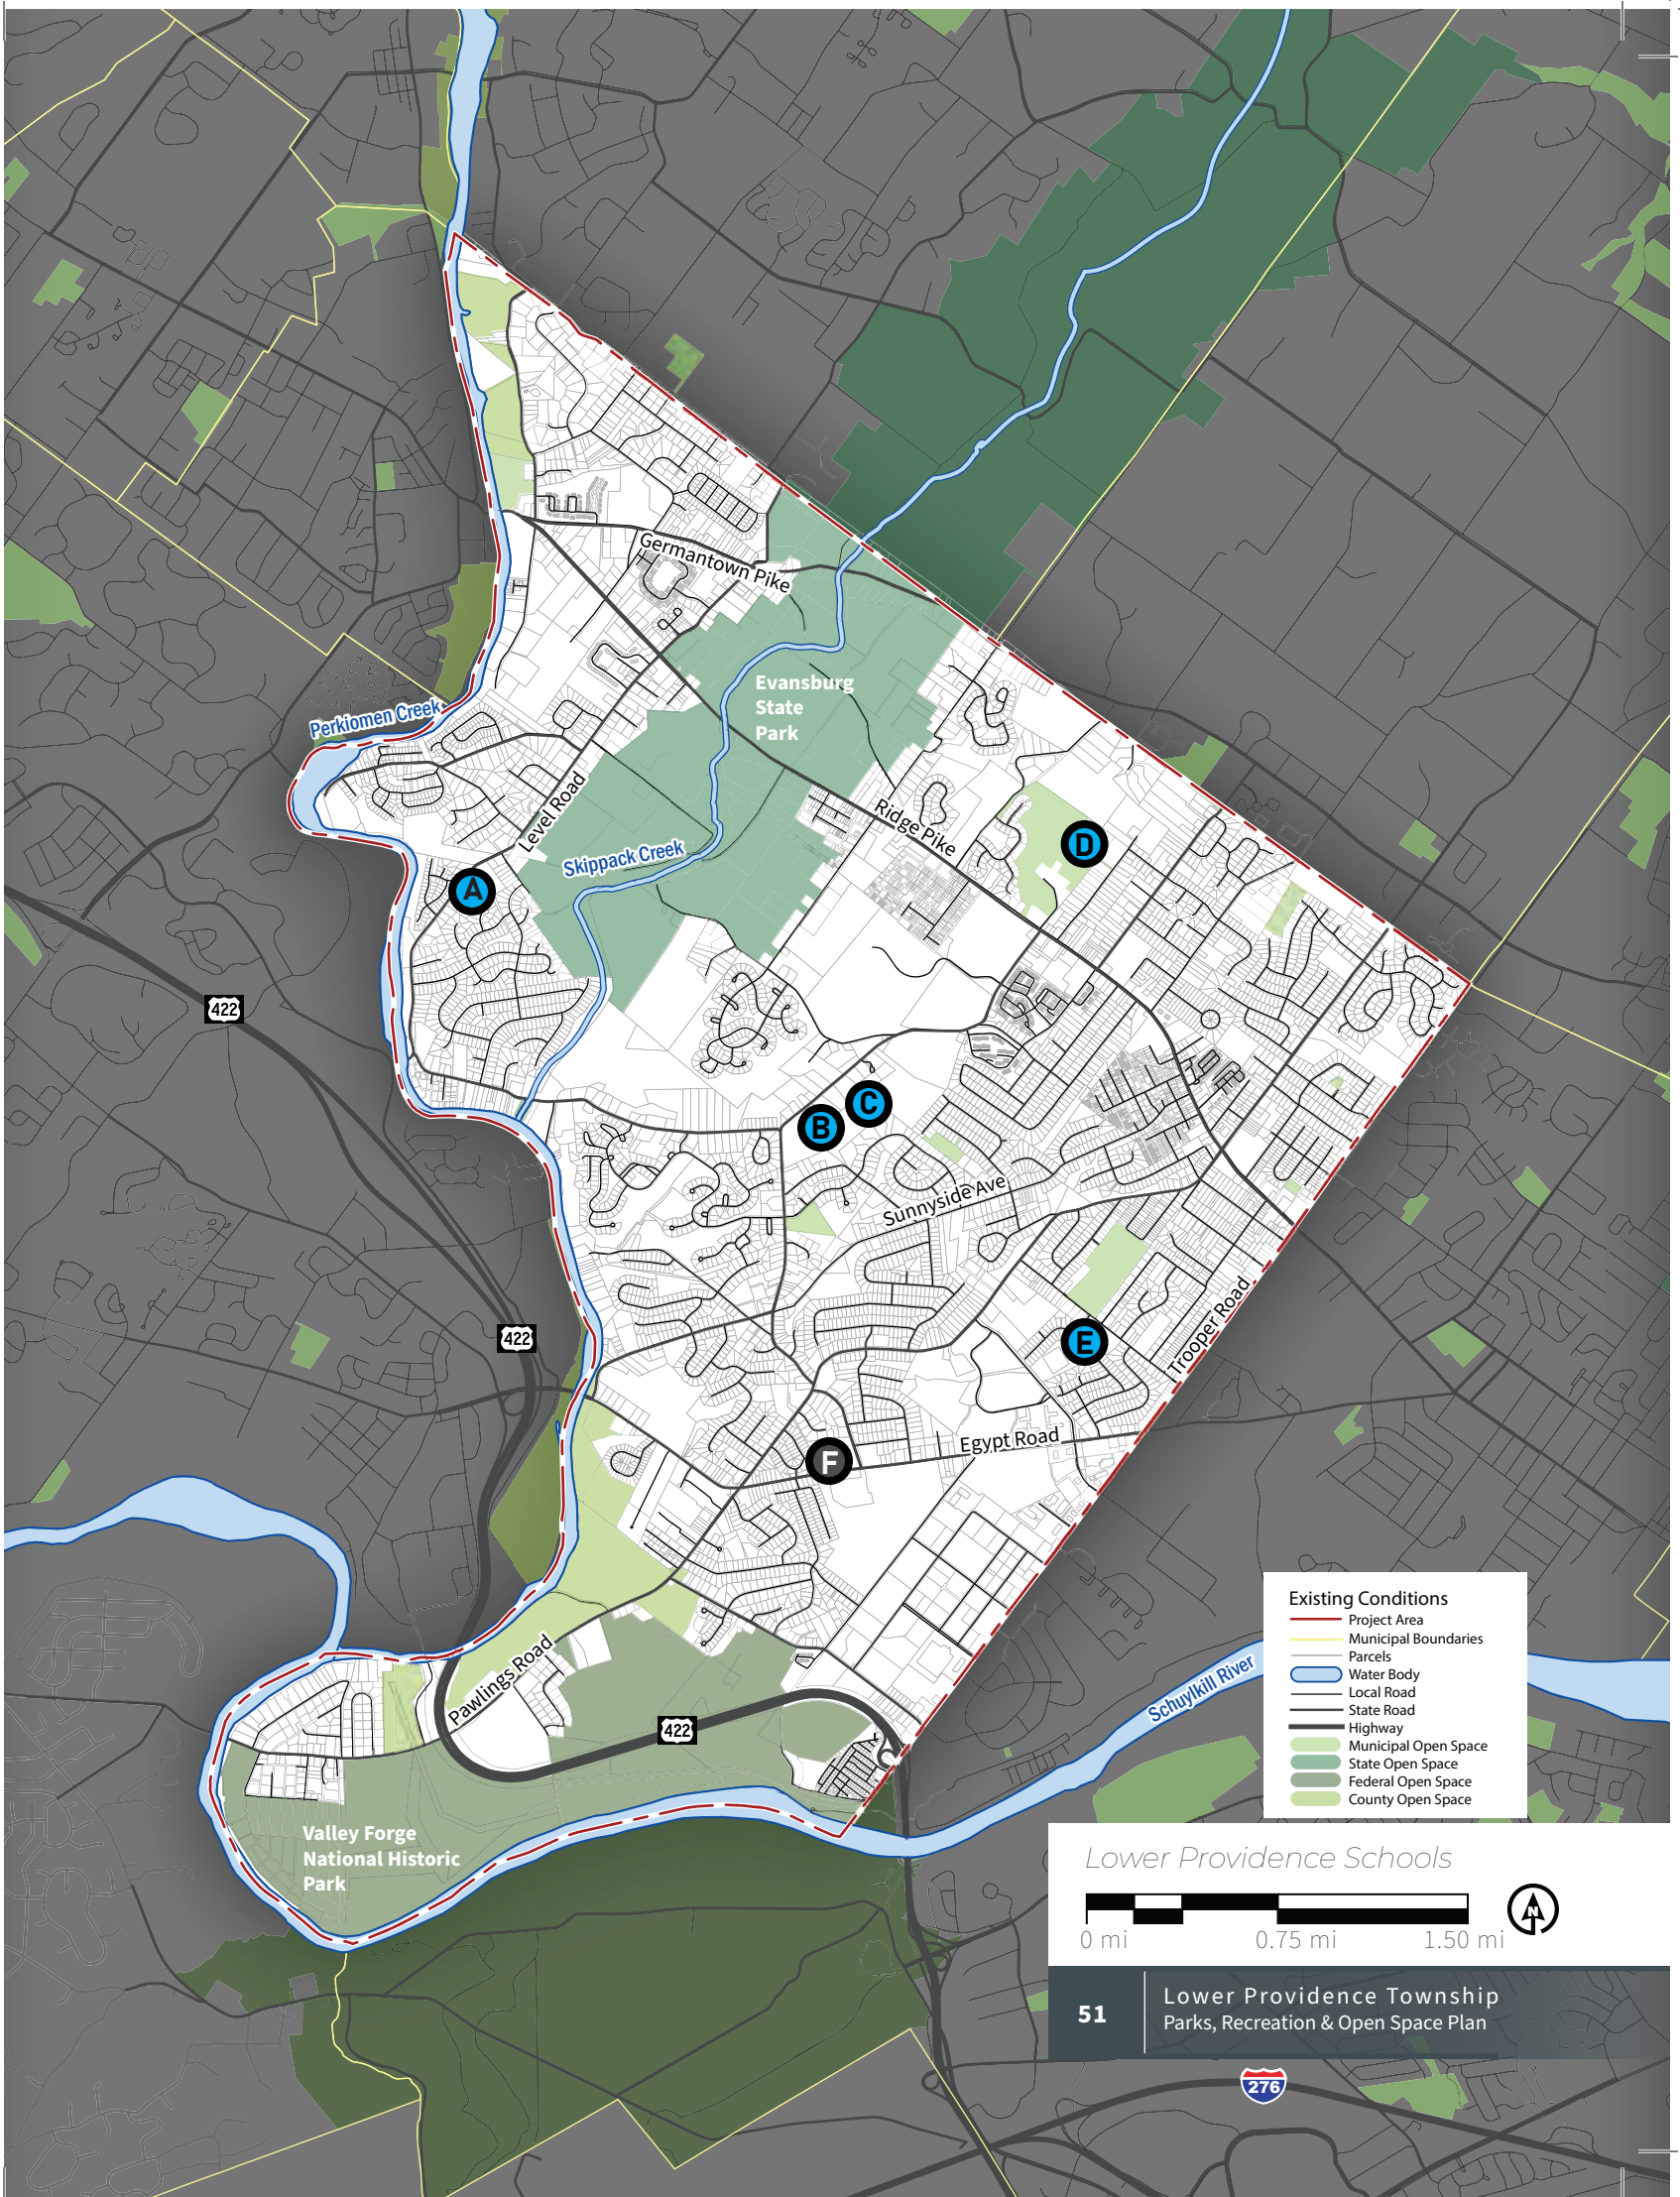 Germantown Pike
Evansburg
State
Park
Perkiomen Creek
Level Road
Ridge Pike
Skippack Creek
D
A
422
C
B
Sunnyside Ave
422
Trooper Road
E
Egypt Road
F
Pawlings Road
422
Schuylkill River
Valley Forge
National Historic
Park
Existing Conditions
Project Area
Municipal Boundaries
Parcels
Water Body
Local Road
State Road
Highway
Municipal Open Space
State Open Space
Federal Open Space
County Open Space
Lower Providence Schools
N
0 mi 0.75 mi 1.50 mi
51
Lower Providence Township
Parks, Recreation & Open Space Plan
276